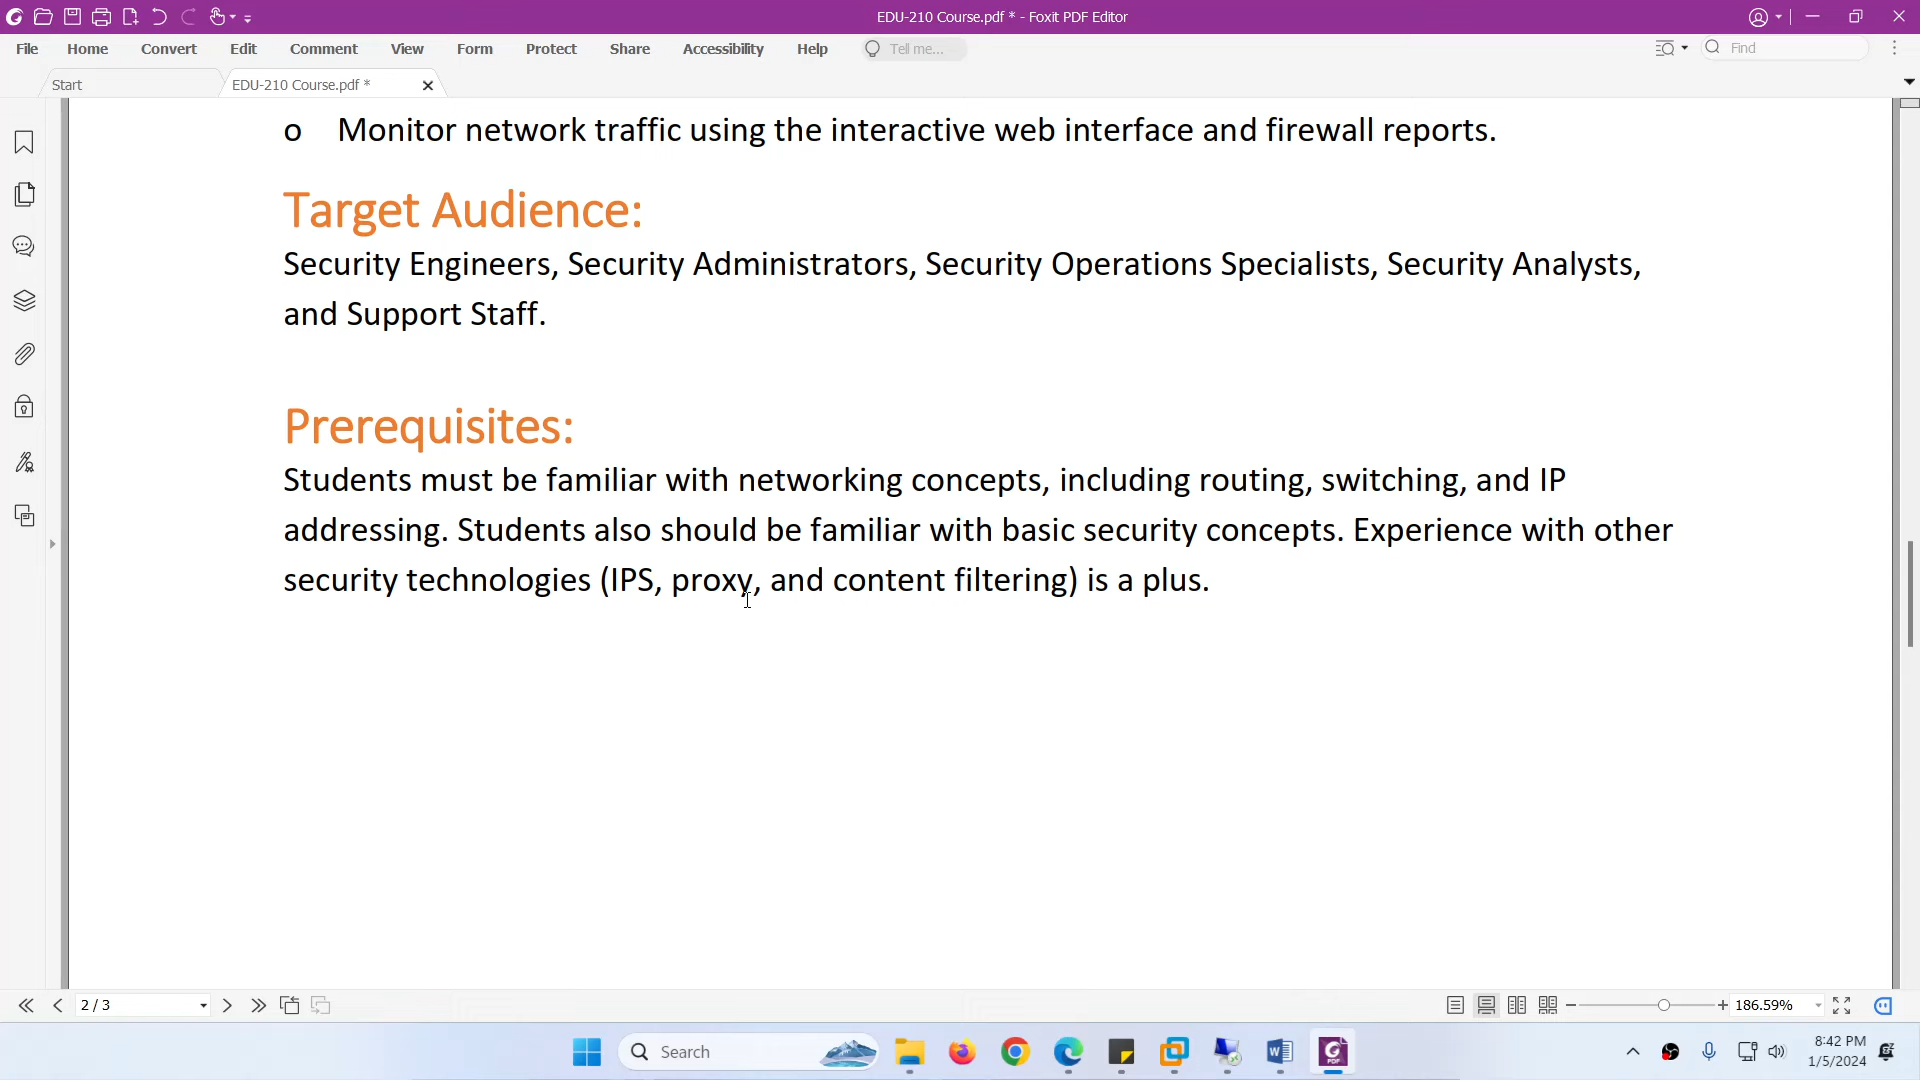 EDU-210 Course.pdf * - Foxit PDF Editor
File Home Convert Edit Comment View Form Protect Share Accessibility Help Tell me... Find
Start EDU-210 Course.pdf *
o Monitor network traffic using the interactive web interface and firewall reports.
Target Audience:
Security Engineers, Security Administrators, Security Operations Specialists, Security Analysts,
and Support Staff.
Prerequisites:
Students must be familiar with networking concepts, including routing, switching, and IP
addressing. Students also should be familiar with basic security concepts. Experience with other
security technologies (IPS, proxy, and content filtering) is a plus.
2 / 3 186.59%
Search 8:42 PM
1/5/2024